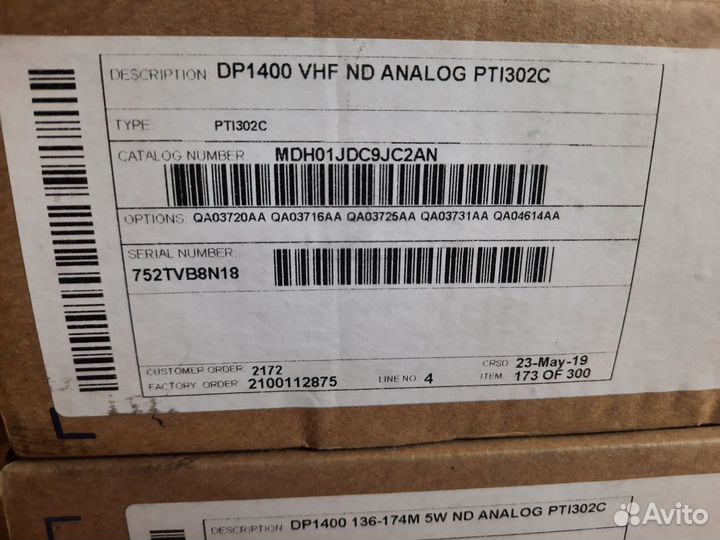 DESCRIPTION: DP1400 VHF ND ANALOG PTI302C
TYPE: PTI302C
CATALOG NUMBER: MDH01JDC9JC2AN
OPTIONS: QA03720AA QA03716AA QA03725AA QA03731AA QA04614AA
SERIAL NUMBER:
752TVB8N18
CUSTOMER ORDER: 2172
CRSD: 23-May-19
FACTORY ORDER: 2100112875
LINE NO: 4
ITEM: 173 OF 300
DESCRIPTION: DP1400 136-174M 5W ND ANALOG PTI302C
Avito